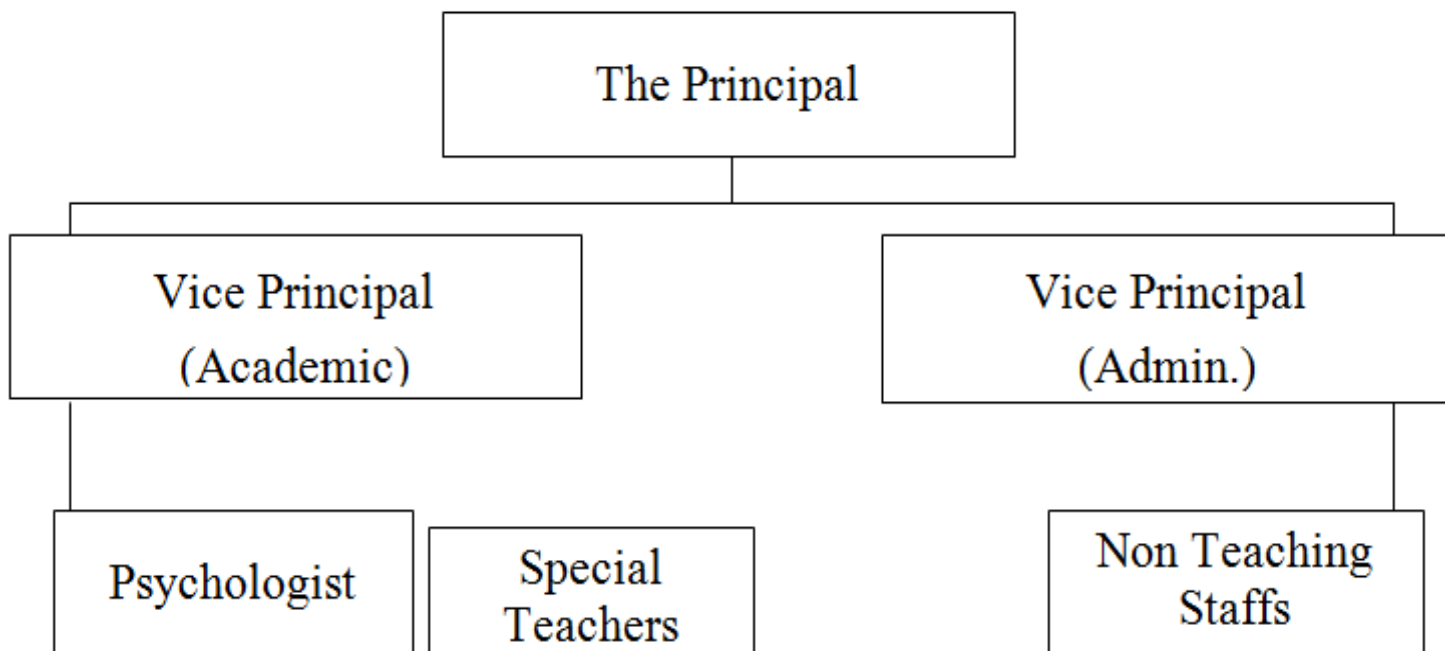 The Principal
Vice Principal
(Academic)
Vice Principal
(Admin.)
Psychologist
Special
Teachers
Non Teaching
Staffs